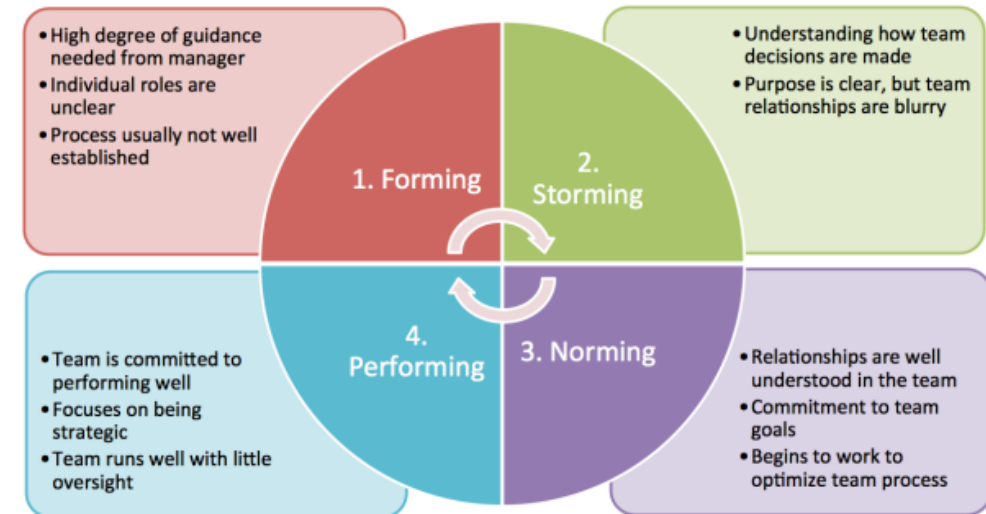 • High degree of guidance
needed from manager
• Individual roles are
unclear
• Process usually not well
established
1. Forming
2.
Storming
• Understanding how team
decisions are made
• Purpose is clear, but team
relationships are blurry
3. Norming
• Relationships are well
understood in the team
• Commitment to team
goals
• Begins to work to
optimize team process
4.
Performing
• Team is committed to
performing well
• Focuses on being
strategic
• Team runs well with little
oversight